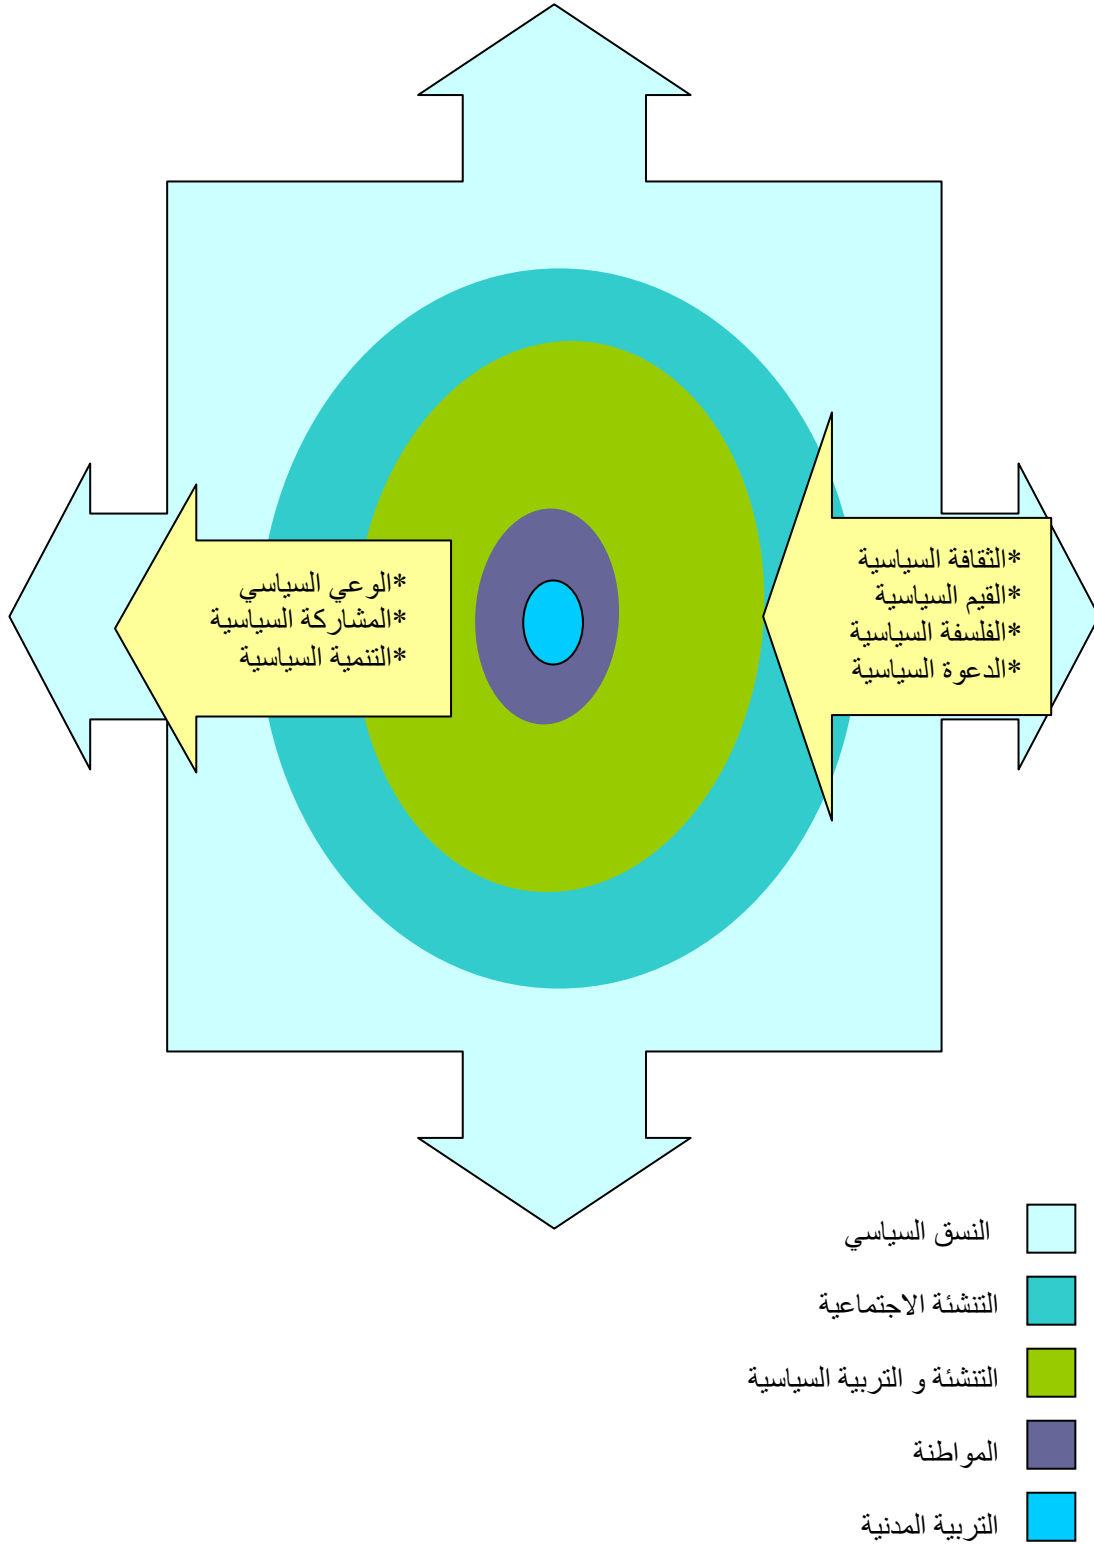 *الثقافة السياسية
*القيم السياسية
*الفلسفة السياسية
*الدعوة السياسية
*الوعي السياسي
*المشاركة السياسية
*التنمية السياسية
النسق السياسي
التنشئة الاجتماعية
التنشئة و التربية السياسية
المواطنة
التربية المدنية